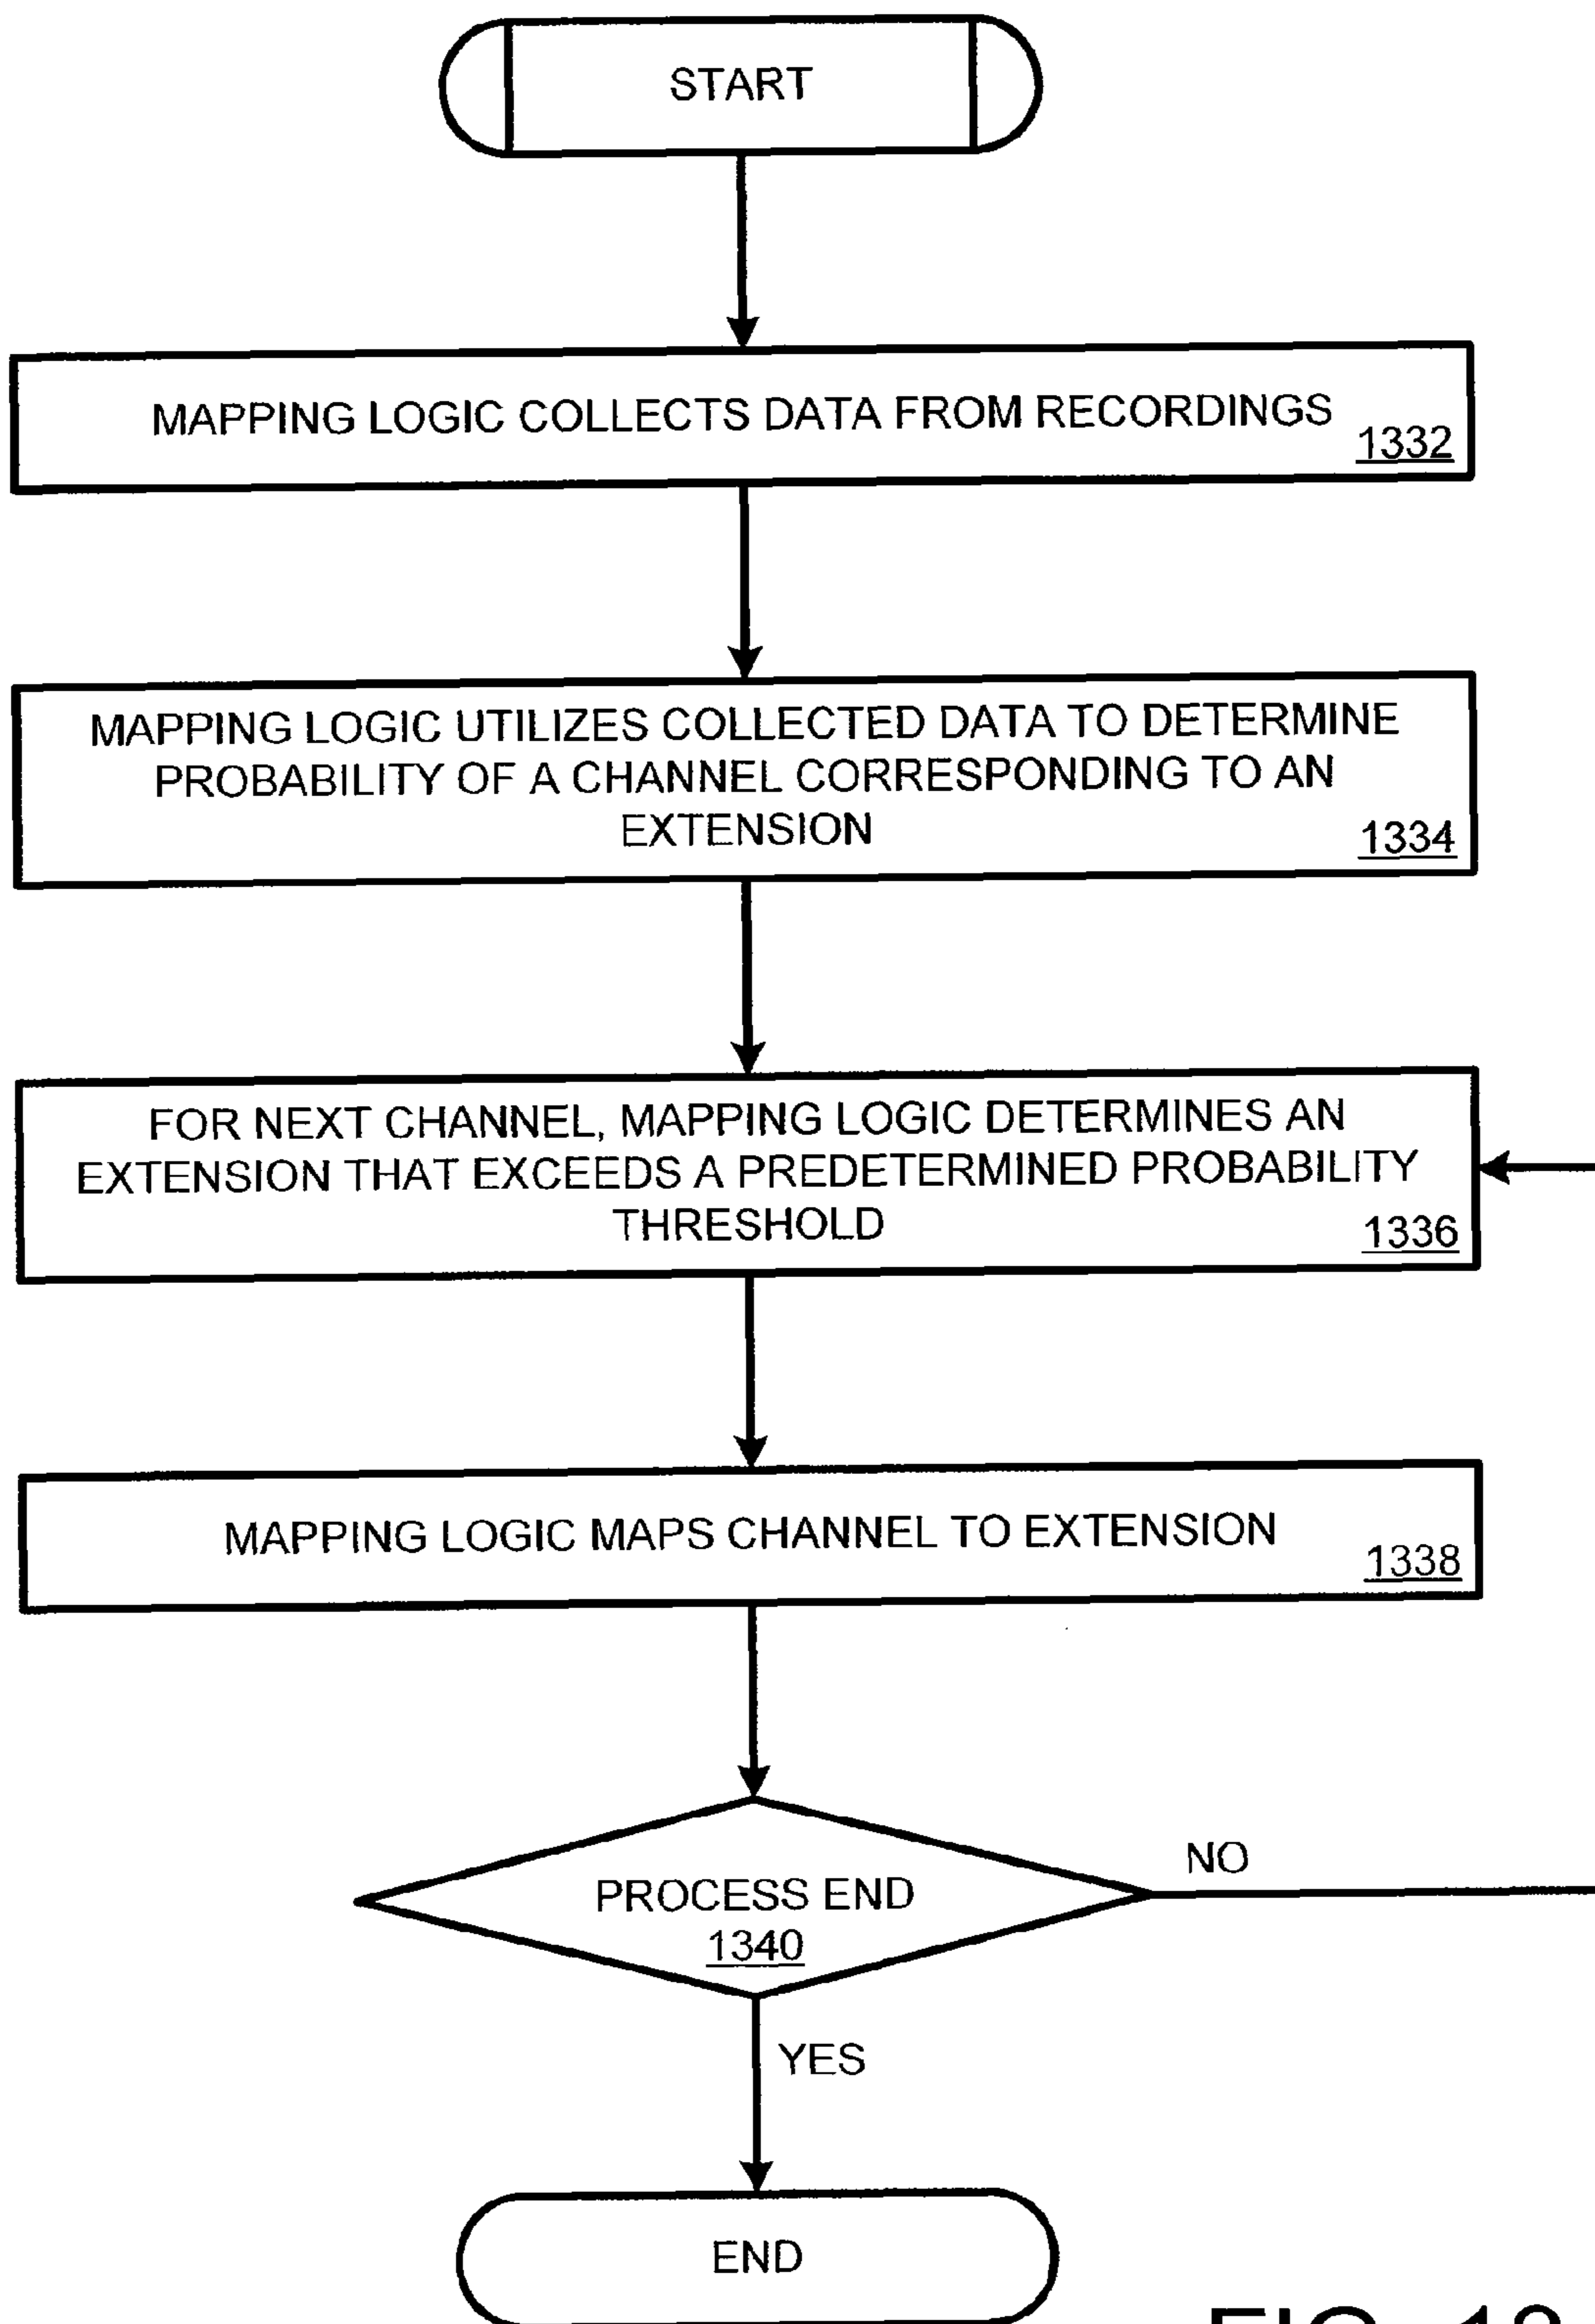 START
MAPPING LOGIC COLLECTS DATA FROM RECORDINGS
1332
MAPPING LOGIC UTILIZES COLLECTED DATA TO DETERMINE
PROBABILITY OF A CHANNEL CORRESPONDING TO AN
EXTENSION
1334
FOR NEXT CHANNEL, MAPPING LOGIC DETERMINES AN
EXTENSION THAT EXCEEDS A PREDETERMINED PROBABILITY
THRESHOLD
1336
MAPPING LOGIC MAPS CHANNEL TO EXTENSION
1338
NO
PROCESS END
1340
YES
END
FIG.